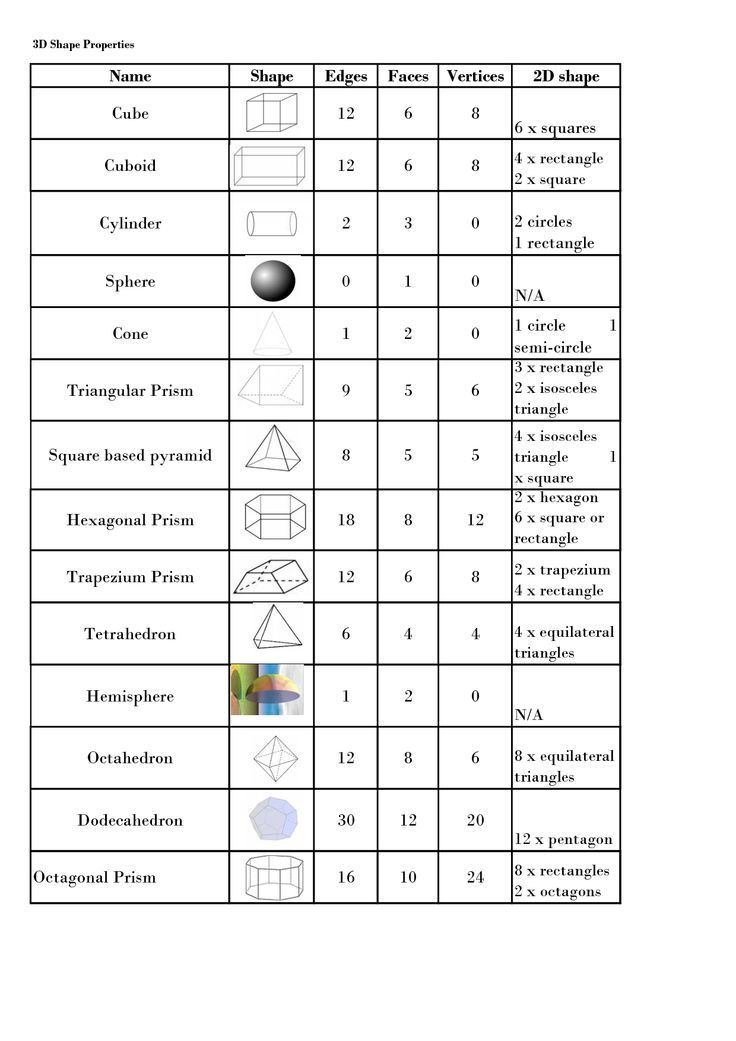 3D Shape Properties
Name Shape Edges Faces Vertices 2D shape
Cube 12 6 8 6 x squares
Cuboid 12 6 8 4 x rectangle
2 x square
Cylinder 2 3 0 2 circles
1 rectangle
Sphere 0 1 0 N/A
Cone 1 2 0 1 circle 1
semi-circle
Triangular Prism 9 5 6 3 x rectangle
2 x isosceles
triangle
Square based pyramid 8 5 5 4 x isosceles
triangle 1
x square
Hexagonal Prism 18 8 12 2 x hexagon
6 x square or
rectangle
Trapezium Prism 12 6 8 2 x trapezium
4 x rectangle
Tetrahedron 6 4 4 4 x equilateral
triangles
Hemisphere 1 2 0 N/A
Octahedron 12 8 6 8 x equilateral
triangles
Dodecahedron 30 12 20 12 x pentagon
Octagonal Prism 16 10 24 8 x rectangles
2 x octagons